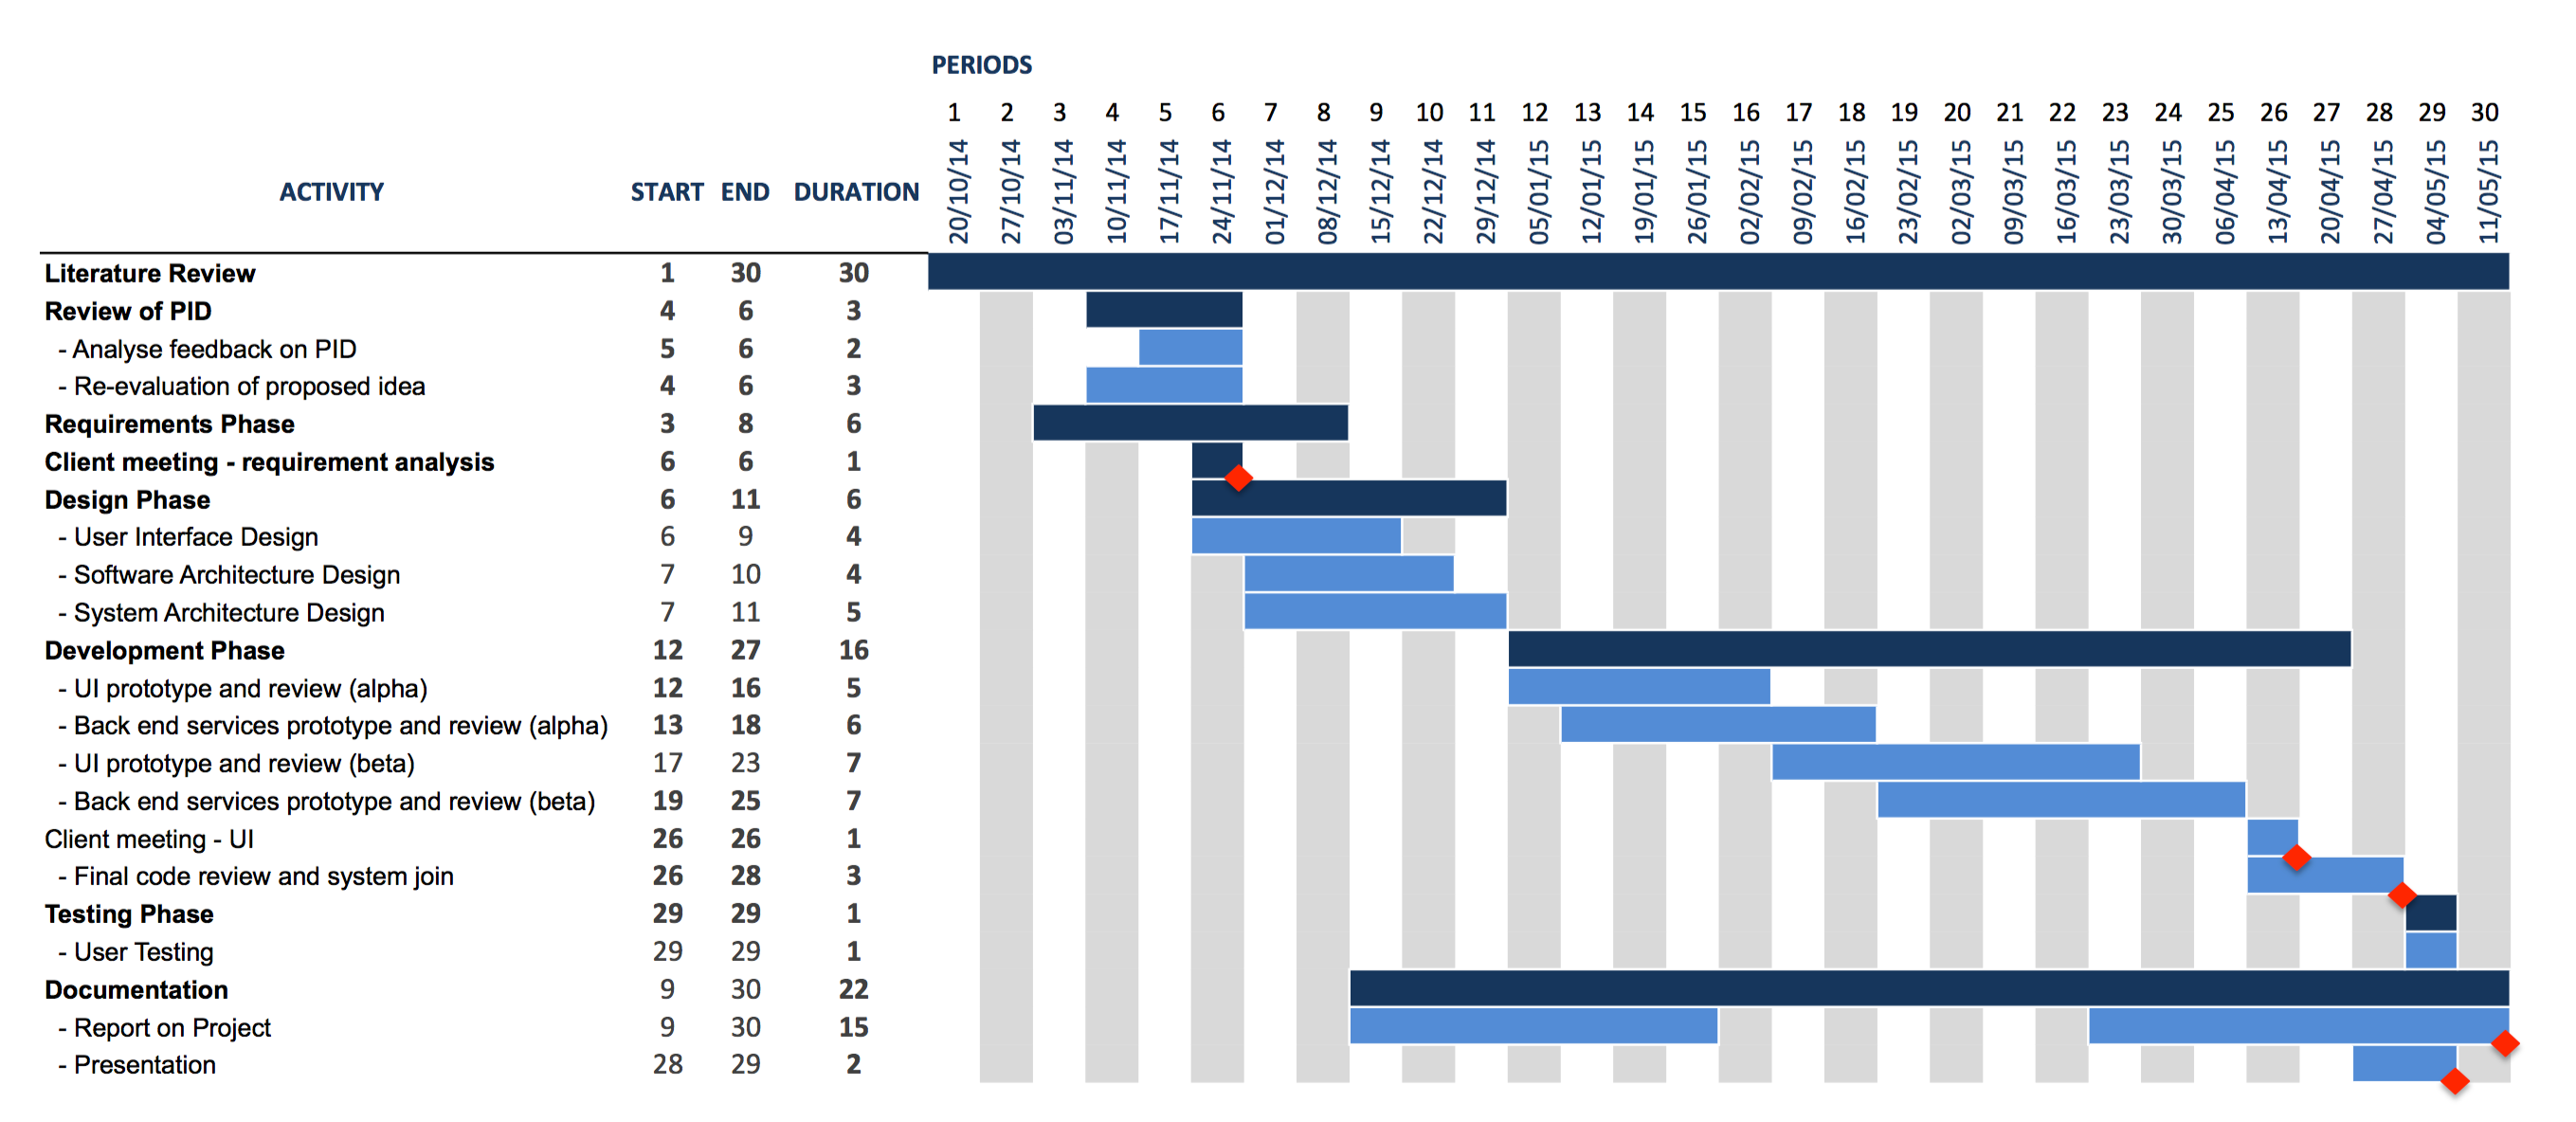 PERIODS
1 2 3 4 5 6 7 8 9 10 11 12 13 14 15 16 17 18 19 20 21 22 23 24 25 26 27 28 29 30
20/10/14 27/10/14 03/11/14 10/11/14 17/11/14 24/11/14 01/12/14 08/12/14 15/12/14 22/12/14 29/12/14 05/01/15 12/01/15 19/01/15 26/01/15 02/02/15 09/02/15 16/02/15 23/02/15 02/03/15 09/03/15 16/03/15 23/03/15 30/03/15 06/04/15 13/04/15 20/04/15 27/04/15 04/05/15 11/05/15
ACTIVITY START END DURATION
Literature Review 1 30 30
Review of PID 4 6 3
- Analyse feedback on PID 5 6 2
- Re-evaluation of proposed idea 4 6 3
Requirements Phase 3 8 6
Client meeting - requirement analysis 6 6 1
Design Phase 6 11 6
- User Interface Design 6 9 4
- Software Architecture Design 7 10 4
- System Architecture Design 7 11 5
Development Phase 12 27 16
- UI prototype and review (alpha) 12 16 5
- Back end services prototype and review (alpha) 13 18 6
- UI prototype and review (beta) 17 23 7
- Back end services prototype and review (beta) 19 25 7
Client meeting - UI 26 26 1
- Final code review and system join 26 28 3
Testing Phase 29 29 1
- User Testing 29 29 1
Documentation 9 30 22
- Report on Project 9 30 15
- Presentation 28 29 2